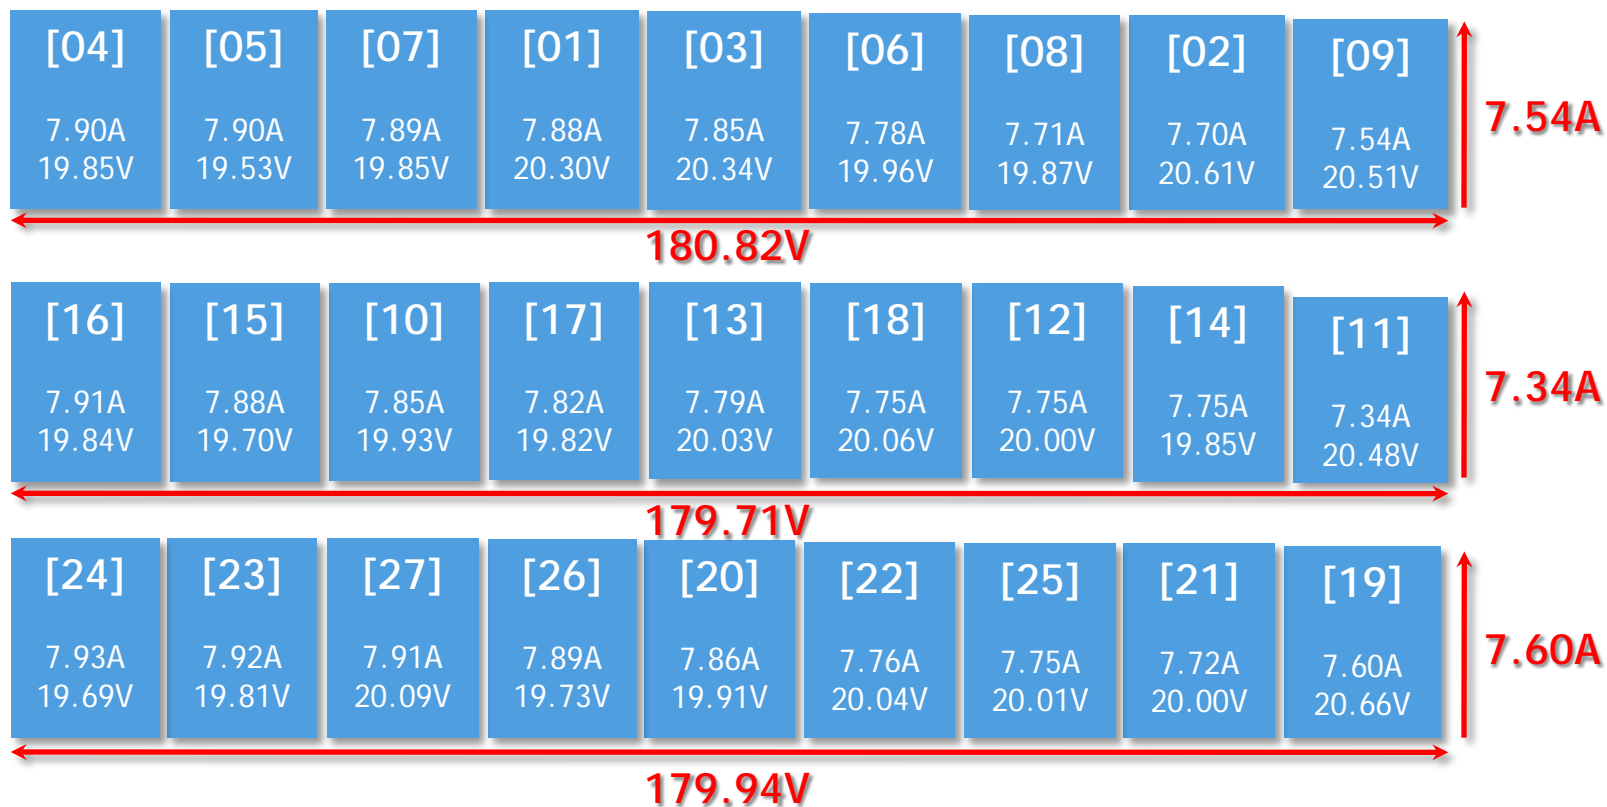 [04] [05] [07] [01] [03] [06] [08] [02] [09]
7.90A 7.90A 7.89A 7.88A 7.85A 7.78A 7.71A 7.70A 7.54A
19.85V 19.53V 19.85V 20.30V 20.34V 19.96V 19.87V 20.61V 20.51V
7.54A
180.82V
[16] [15] [10] [17] [13] [18] [12] [14] [11]
7.91A 7.88A 7.85A 7.82A 7.79A 7.75A 7.75A 7.75A 7.34A
19.84V 19.70V 19.93V 19.82V 20.03V 20.06V 20.00V 19.85V 20.48V
7.34A
179.71V
[24] [23] [27] [26] [20] [22] [25] [21] [19]
7.93A 7.92A 7.91A 7.89A 7.86A 7.76A 7.75A 7.72A 7.60A
19.69V 19.81V 20.09V 19.73V 19.91V 20.04V 20.01V 20.00V 20.66V
7.60A
179.94V